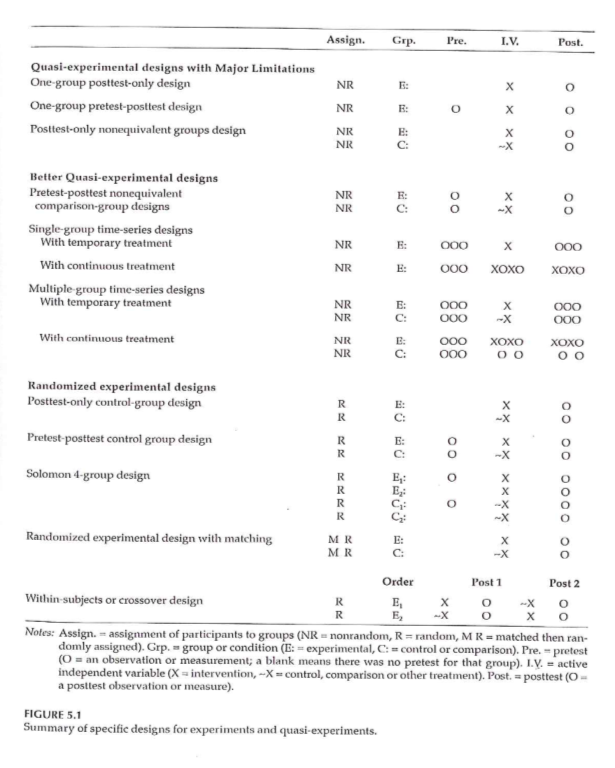 Assign. Grp. Pre. I.V. Post.
Quasi-experimental designs with Major Limitations
One-group posttest-only design NR E: X O
One-group pretest-posttest design NR E: O X O
Posttest-only nonequivalent groups design NR E: X O
NR C: ~X O
Better Quasi-experimental designs
Pretest-posttest nonequivalent NR E: O X O
comparison-group designs NR C: O ~X O
Single-group time-series designs
With temporary treatment NR E: OOO X OOO
With continuous treatment NR E: OOO XOXO XOXO
Multiple-group time-series designs
With temporary treatment NR E: OOO X OOO
NR C: OOO ~X OOO
With continuous treatment NR E: OOO XOXO XOXO
NR C: OOO O O O O
Randomized experimental designs
Posttest-only control-group design R E: X O
R C: ~X O
Pretest-posttest control group design R E: O X O
R C: O ~X O
Solomon 4-group design R E₁: O X O
R E₂: X O
R C₁: O ~X O
R C₂: ~X O
Randomized experimental design with matching M R E: X O
M R C: ~X O
Order Post 1 Post 2
Within-subjects or crossover design R E₁ X O ~X O
R E₂ ~X O X O
Notes: Assign. = assignment of participants to groups (NR = nonrandom, R = random, M R = matched then ran-
domly assigned). Grp. = group or condition (E: = experimental, C: = control or comparison). Pre. = pretest
(O = an observation or measurement; a blank means there was no pretest for that group). I.V. = active
independent variable (X = intervention, ~X = control, comparison or other treatment). Post. = posttest (O =
a posttest observation or measure).
FIGURE 5.1
Summary of specific designs for experiments and quasi-experiments.